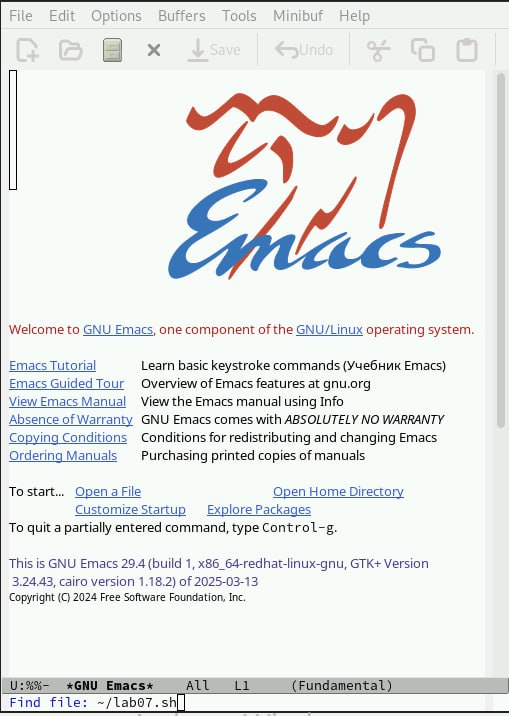 File Edit Options Buffers Tools Minibuf Help
Save Undo
Emacs
Welcome to GNU Emacs, one component of the GNU/Linux operating system.
Emacs Tutorial Learn basic keystroke commands (Учебник Emacs)
Emacs Guided Tour Overview of Emacs features at gnu.org
View Emacs Manual View the Emacs manual using Info
Absence of Warranty GNU Emacs comes with ABSOLUTELY NO WARRANTY
Copying Conditions Conditions for redistributing and changing Emacs
Ordering Manuals Purchasing printed copies of manuals
To start... Open a File Open Home Directory
Customize Startup Explore Packages
To quit a partially entered command, type Control-g.
This is GNU Emacs 29.4 (build 1, x86_64-redhat-linux-gnu, GTK+ Version
3.24.43, cairo version 1.18.2) of 2025-03-13
Copyright (C) 2024 Free Software Foundation, Inc.
U:%%- *GNU Emacs* All L1 (Fundamental)
Find file: ~/lab07.sh